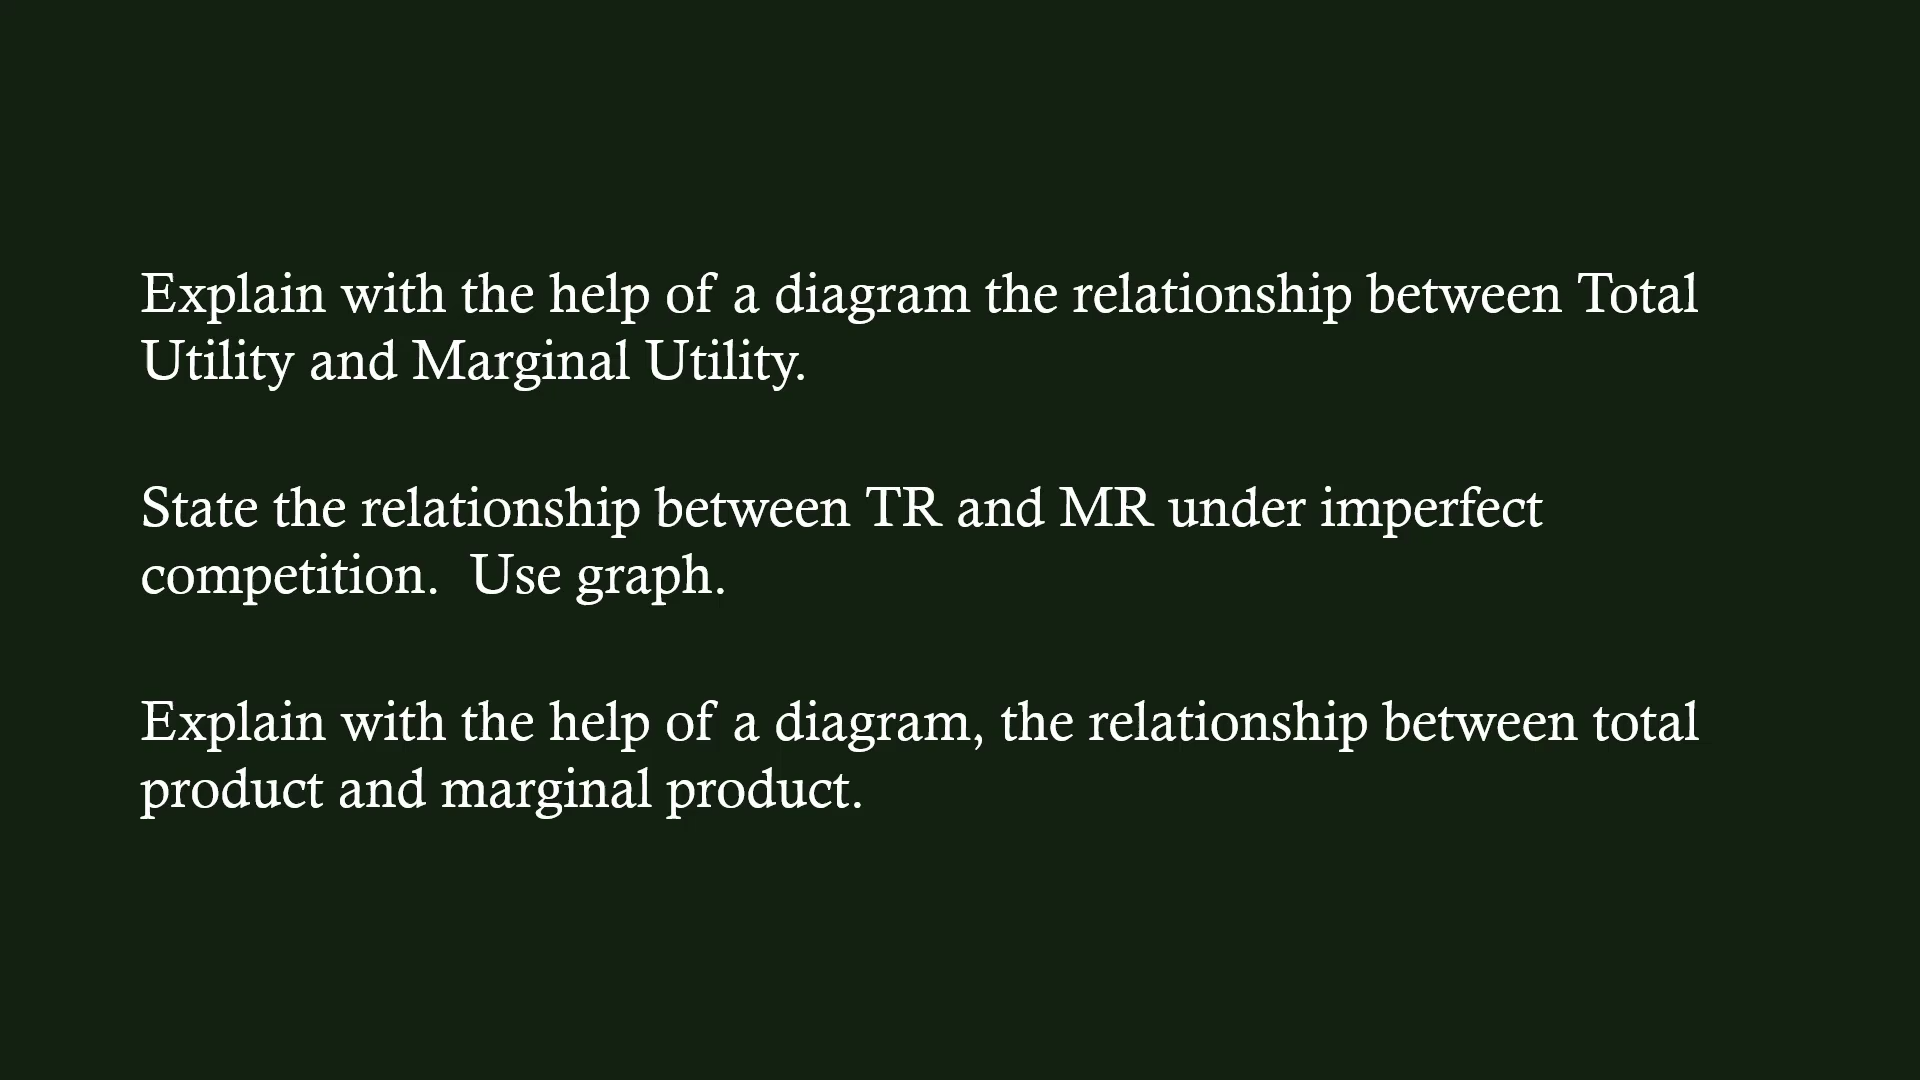 Explain with the help of a diagram the relationship between Total
Utility and Marginal Utility.
State the relationship between TR and MR under imperfect
competition.  Use graph.
Explain with the help of a diagram, the relationship between total
product and marginal product.